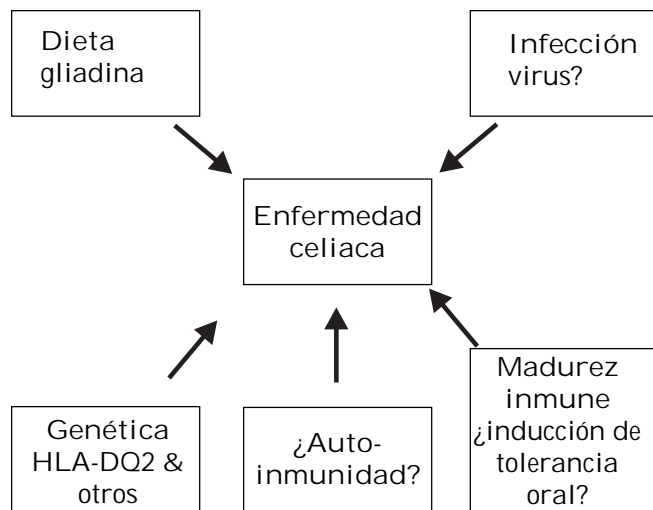 Dieta
gliadina
Infección
virus?
Enfermedad
celiaca
Genética
HLA-DQ2 &
otros
¿Auto-
inmunidad?
Madurez
inmune
¿inducción de
tolerancia
oral?